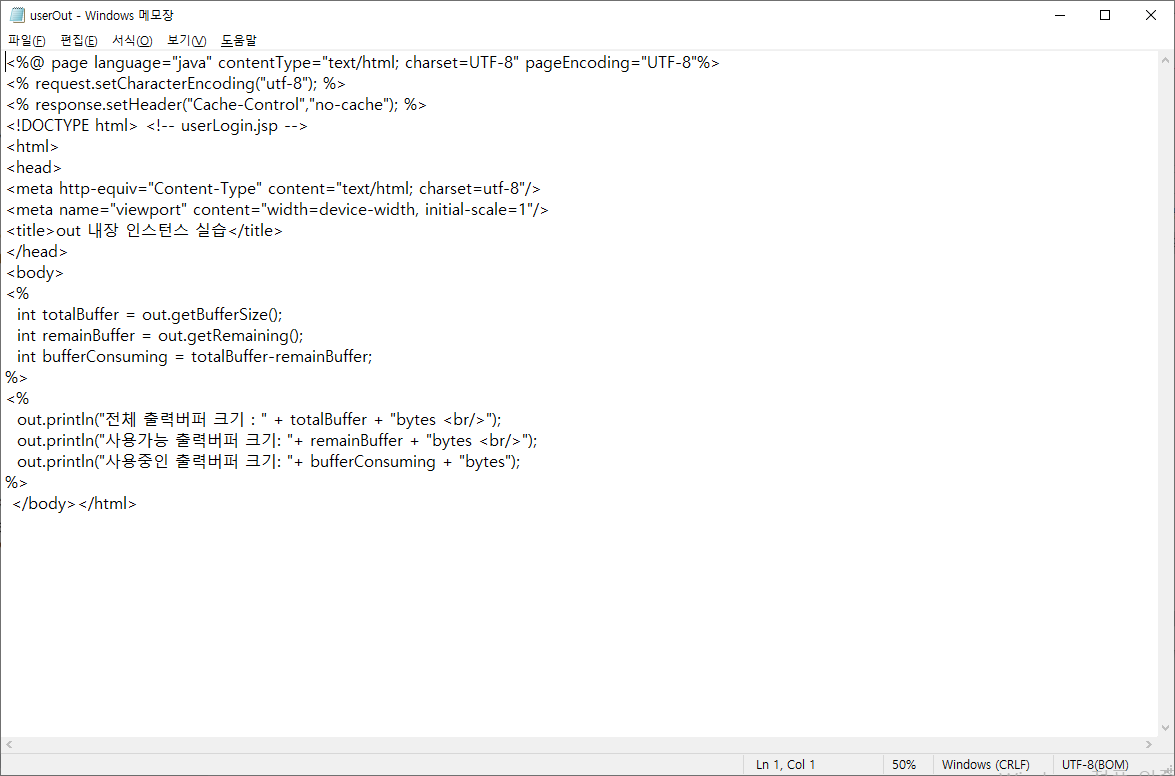 userOut - Windows 메모장
파일(F) 편집(E) 서식(O) 보기(V) 도움말
<%@ page language="java" contentType="text/html; charset=UTF-8" pageEncoding="UTF-8"%>
<% request.setCharacterEncoding("utf-8"); %>
<% response.setHeader("Cache-Control","no-cache"); %>
<!DOCTYPE html> <!-- userLogin.jsp -->
<html>
<head>
<meta http-equiv="Content-Type" content="text/html; charset=utf-8"/>
<meta name="viewport" content="width=device-width, initial-scale=1"/>
<title>out 내장 인스턴스 실습</title>
</head>
<body>
<%
int totalBuffer = out.getBufferSize();
int remainBuffer = out.getRemaining();
int bufferConsuming = totalBuffer-remainBuffer;
%>
<%
out.println("전체 출력버퍼 크기 : " + totalBuffer + "bytes <br/>");
out.println("사용가능 출력버퍼 크기: "+ remainBuffer + "bytes <br/>");
out.println("사용중인 출력버퍼 크기: "+ bufferConsuming + "bytes");
%>
</body></html>
Ln 1, Col 1 50% Windows (CRLF) UTF-8(BOM)